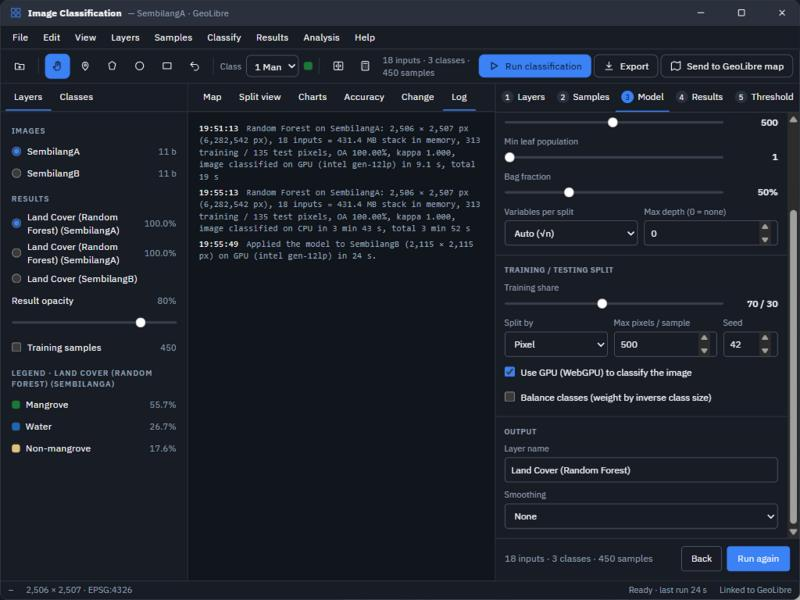 Image Classification — SembilangA · GeoLibre
File Edit View Layers Samples Classify Results Analysis Help
Class 1 Man
18 inputs · 3 classes ·
450 samples
Run classification
Export
Send to GeoLibre map
Layers Classes
Map Split view Charts Accuracy Change Log
1 Layers 2 Samples 3 Model 4 Results 5 Threshold
IMAGES
SembilangA 11 b
SembilangB 11 b
RESULTS
Land Cover (Random
Forest) (SembilangA) 100.0%
Land Cover (Random
Forest) (SembilangA) 100.0%
Land Cover (SembilangB)
Result opacity 80%
Training samples 450
LEGEND · LAND COVER (RANDOM
FOREST) (SEMBILANGA)
Mangrove 55.7%
Water 26.7%
Non-mangrove 17.6%
19:51:13 Random Forest on SembilangA: 2,506 × 2,507 px
(6,282,542 px), 18 inputs = 431.4 MB stack in memory, 313
training / 135 test pixels, OA 100.00%, kappa 1.000,
image classified on GPU (intel gen-12lp) in 9.1 s, total
19 s
19:55:13 Random Forest on SembilangA: 2,506 × 2,507 px
(6,282,542 px), 18 inputs = 431.4 MB stack in memory, 313
training / 135 test pixels, OA 100.00%, kappa 1.000,
image classified on CPU in 3 min 43 s, total 3 min 52 s
19:55:49 Applied the model to SembilangB (2,115 × 2,115
px) on GPU (intel gen-12lp) in 24 s.
500
Min leaf population
1
Bag fraction
50%
Variables per split Max depth (0 = none)
Auto (√n) 0
TRAINING / TESTING SPLIT
Training share
70 / 30
Split by Max pixels / sample Seed
Pixel 500 42
Use GPU (WebGPU) to classify the image
Balance classes (weight by inverse class size)
OUTPUT
Layer name
Land Cover (Random Forest)
Smoothing
None
18 inputs · 3 classes · 450 samples
Back
Run again
– 2,506 × 2,507 · EPSG:4326
Ready · last run 24 s Linked to GeoLibre